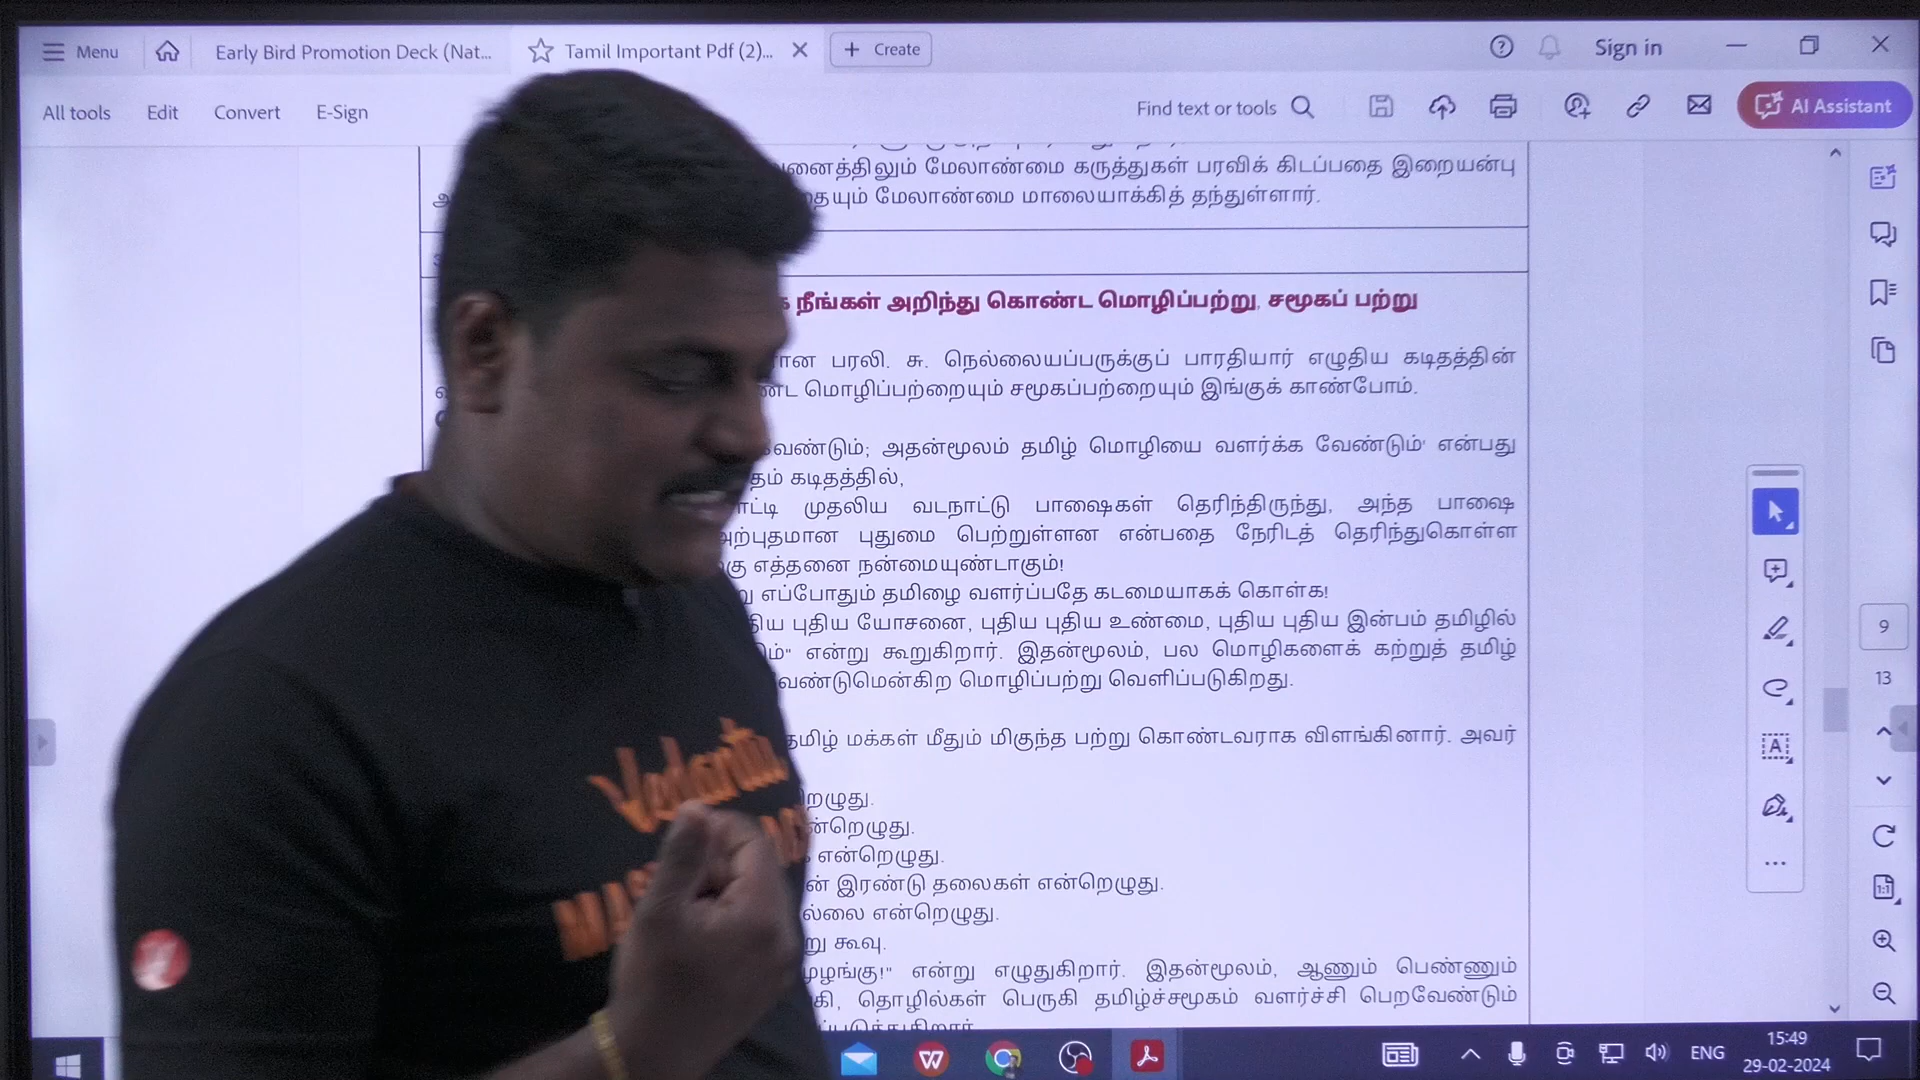 Menu
Early Bird Promotion Deck (Nat...
Tamil Important Pdf (2)...
Create
Sign in
All tools
Edit
Convert
E-Sign
Find text or tools
AI Assistant
மேலாண்மை கருத்துகள் பரவிக் கிடப்பதை இறையன்பு
மேலாண்மை மாலையாக்கித் தந்துள்ளார்.
நீங்கள் அறிந்து கொண்ட மொழிப்பற்று, சமூகப் பற்று
பரலி. சு. நெல்லையப்பருக்குப் பாரதியார் எழுதிய கடிதத்தின்
மொழிப்பற்றையும் சமூகப்பற்றையும் இங்குக் காண்போம்.
வேண்டும்; அதன்மூலம் தமிழ் மொழியை வளர்க்க வேண்டும்' என்பது
கடிதத்தில்,
முதலிய வடநாட்டு பாஷைகள் தெரிந்திருந்து, அந்த பாஷை
அற்புதமான புதுமை பெற்றுள்ளன என்பதை நேரிடத் தெரிந்துகொள்ள
எத்தனை நன்மையுண்டாகும்!
எப்போதும் தமிழை வளர்ப்பதே கடமையாகக் கொள்க!
புதிய யோசனை, புதிய புதிய உண்மை, புதிய புதிய இன்பம் தமிழில்
என்று கூறுகிறார். இதன்மூலம், பல மொழிகளைக் கற்றுத் தமிழ்
வேண்டுமென்கிற மொழிப்பற்று வெளிப்படுகிறது.
தமிழ் மக்கள் மீதும் மிகுந்த பற்று கொண்டவராக விளங்கினார். அவர்
என்றெழுது.
இரண்டு தலைகள் என்றெழுது.
என்றெழுது.
கூவு.
முழங்கு!" என்று எழுதுகிறார். இதன்மூலம், ஆணும் பெண்ணும்
தொழில்கள் பெருகி தமிழ்ச்சமூகம் வளர்ச்சி பெறவேண்டும்
9
13
Vedantu
ENG
15:49
29-02-2024